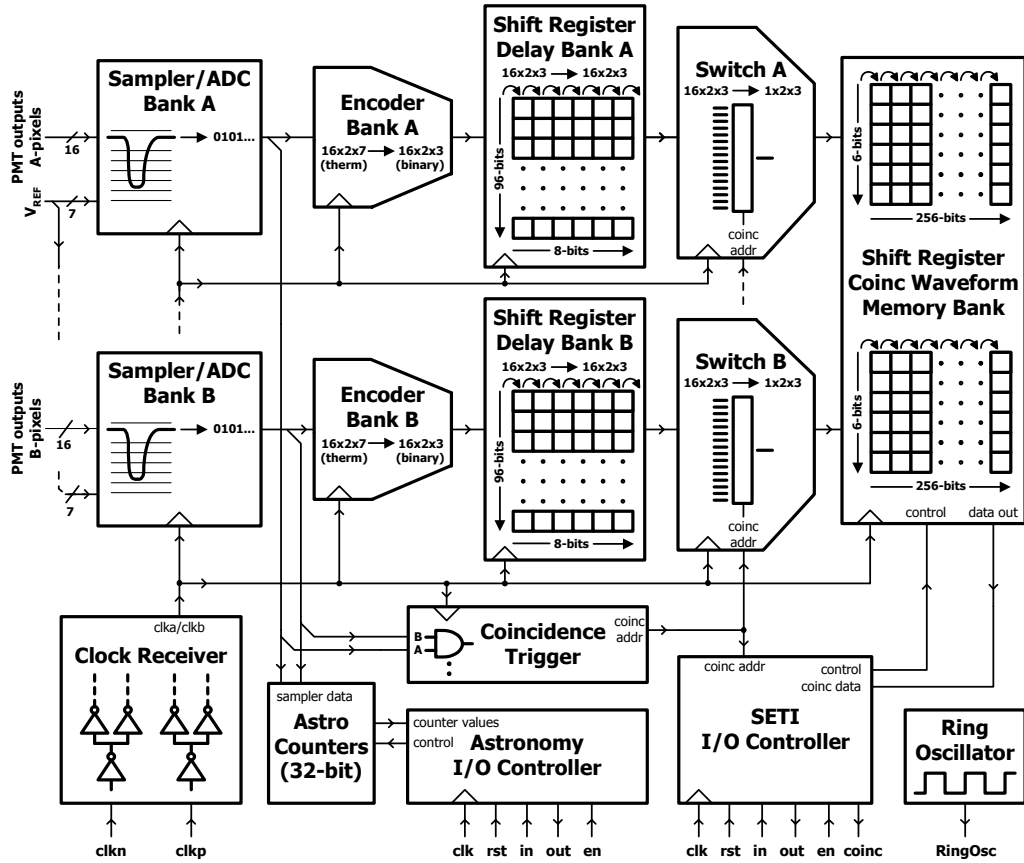 Sampler/ADC
Bank A
0101...
PMT outputs
A-pixels
16
VREF
7
Encoder
Bank A
16x2x7 16x2x3
(therm) (binary)
Shift Register
Delay Bank A
16x2x3 16x2x3
96-bits
8-bits
Switch A
16x2x3 1x2x3
coinc
addr
6-bits
256-bits
Shift Register
Coinc Waveform
Memory Bank
6-bits
256-bits
control data out
Sampler/ADC
Bank B
0101...
PMT outputs
B-pixels
16
7
Encoder
Bank B
16x2x7 16x2x3
(therm) (binary)
Shift Register
Delay Bank B
16x2x3 16x2x3
96-bits
8-bits
Switch B
16x2x3 1x2x3
coinc
addr
clka/clkb
Clock Receiver
clkn clkp
B
A
Coincidence
Trigger
coinc
addr
sampler data
Astro
Counters
(32-bit)
counter values
control
Astronomy
I/O Controller
clk rst in out en
coinc addr
control
coinc data
SETI
I/O Controller
clk rst in out en coinc
Ring
Oscillator
RingOsc